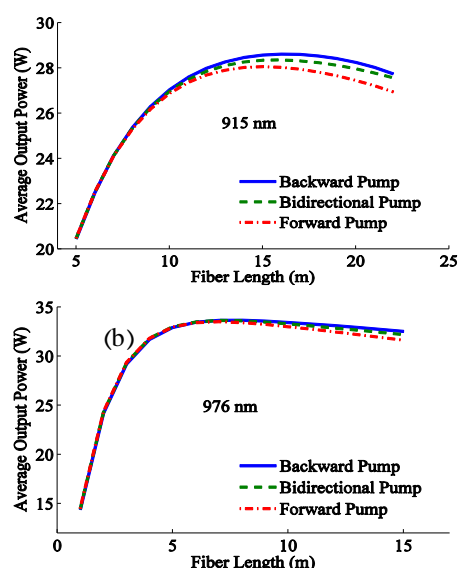 30
28
26
24
22
20
Average Output Power (W)
915 nm
Backward Pump
Bidirectional Pump
Forward Pump
5 10 15 20 25
Fiber Length (m)
35
30
25
20
15
Average Output Power (W)
(b)
976 nm
Backward Pump
Bidirectional Pump
Forward Pump
0 5 10 15
Fiber Length (m)